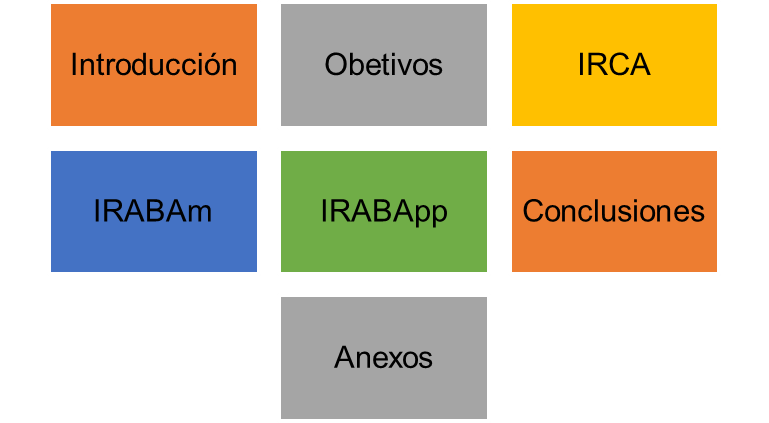 Introducción
Obetivos
IRCA
IRABAm
IRABApp
Conclusiones
Anexos